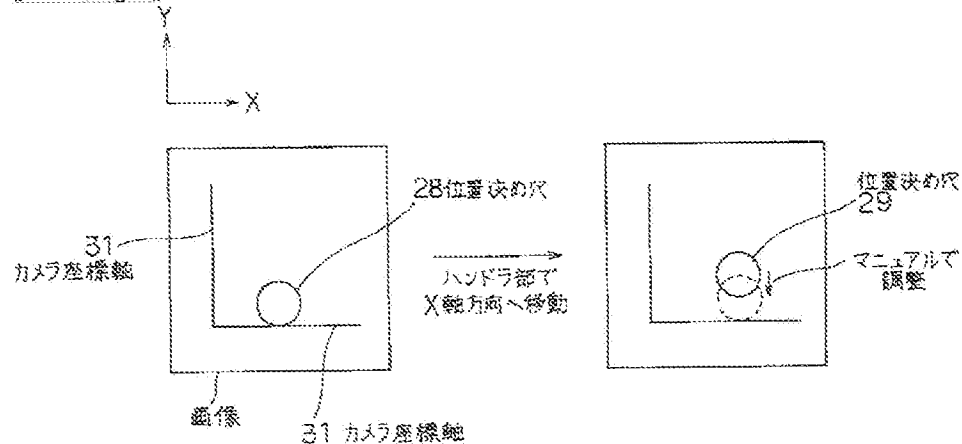 Y
X
28位置決め穴
31
カメラ座標軸
画像
31 カメラ座標軸
ハンドラ部で
X軸方向へ移動
位置決め穴
29
マニュアルで
調整